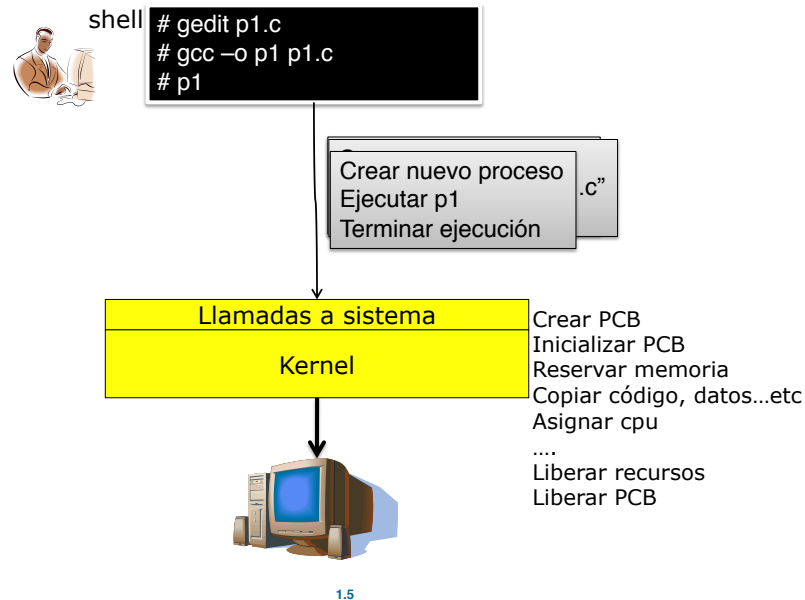 shell
# gedit p1.c
# gcc –o p1 p1.c
# p1
Crear nuevo proceso
Ejecutar p1
Terminar ejecución
.c”
Llamadas a sistema
Kernel
Crear PCB
Inicializar PCB
Reservar memoria
Copiar código, datos…etc
Asignar cpu
….
Liberar recursos
Liberar PCB
1.5